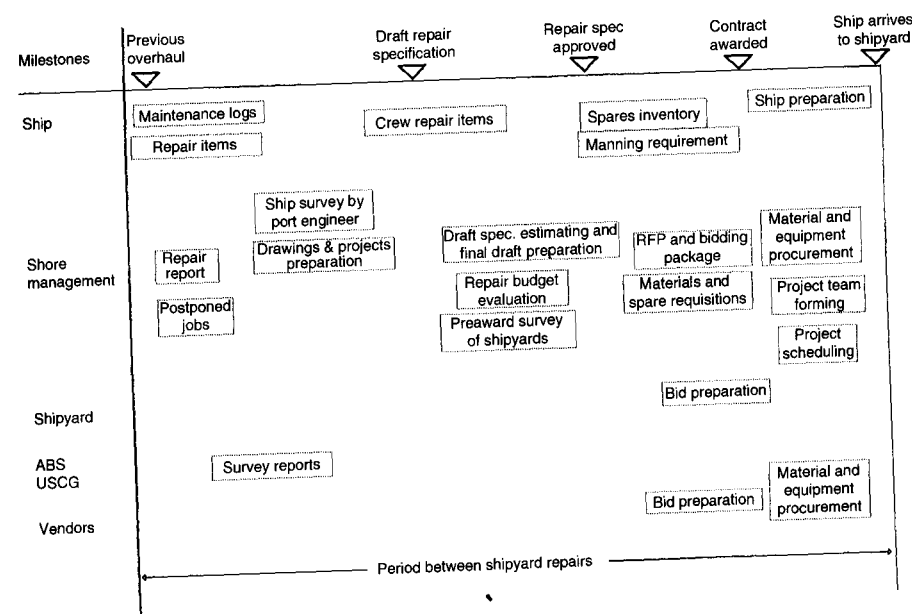 Milestones
Previous
overhaul
Draft repair
specification
Repair spec
approved
Contract
awarded
Ship arrives
to shipyard
Ship
Maintenance logs
Repair items
Crew repair items
Spares inventory
Manning requirement
Ship preparation
Shore
management
Repair
report
Postponed
jobs
Ship survey by
port engineer
Drawings & projects
preparation
Draft spec. estimating and
final draft preparation
Repair budget
evaluation
Preaward survey
of shipyards
RFP and bidding
package
Materials and
spare requisitions
Material and
equipment
procurement
Project team
forming
Project
scheduling
Shipyard
Bid preparation
ABS
USCG
Survey reports
Vendors
Bid preparation
Material and
equipment
procurement
Period between shipyard repairs